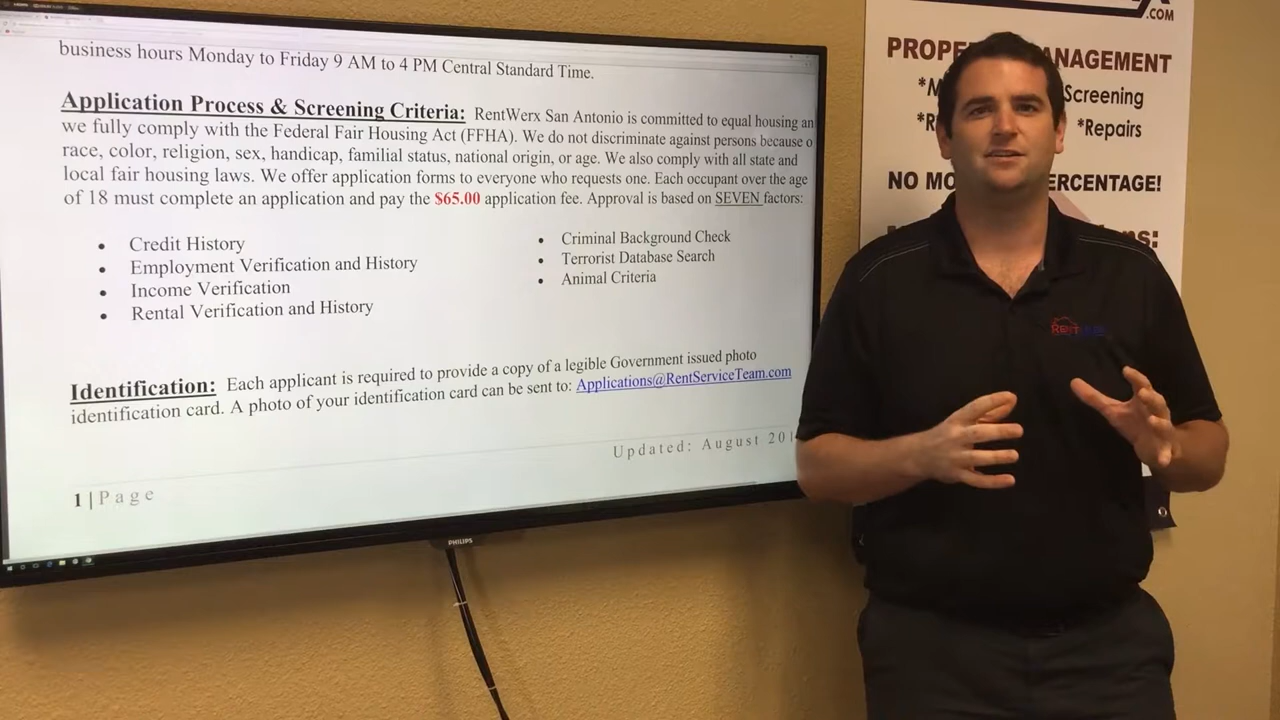 business hours Monday to Friday 9 AM to 4 PM Central Standard Time.
Application Process & Screening Criteria: RentWerx San Antonio is committed to equal housing an
we fully comply with the Federal Fair Housing Act (FFHA). We do not discriminate against persons because o
race, color, religion, sex, handicap, familial status, national origin, or age. We also comply with all state and
local fair housing laws. We offer application forms to everyone who requests one. Each occupant over the age
of 18 must complete an application and pay the $65.00 application fee. Approval is based on SEVEN factors:
• Credit History
• Employment Verification and History
• Income Verification
• Rental Verification and History
• Criminal Background Check
• Terrorist Database Search
• Animal Criteria
Identification: Each applicant is required to provide a copy of a legible Government issued photo
identification card. A photo of your identification card can be sent to: Applications@RentServiceTeam.com
Updated: August 201
1 | Page
PHILIPS
.COM
PROPE ANAGEMENT
*M Screening
*R *Repairs
NO MO ERCENTAGE!
ns:
RENT